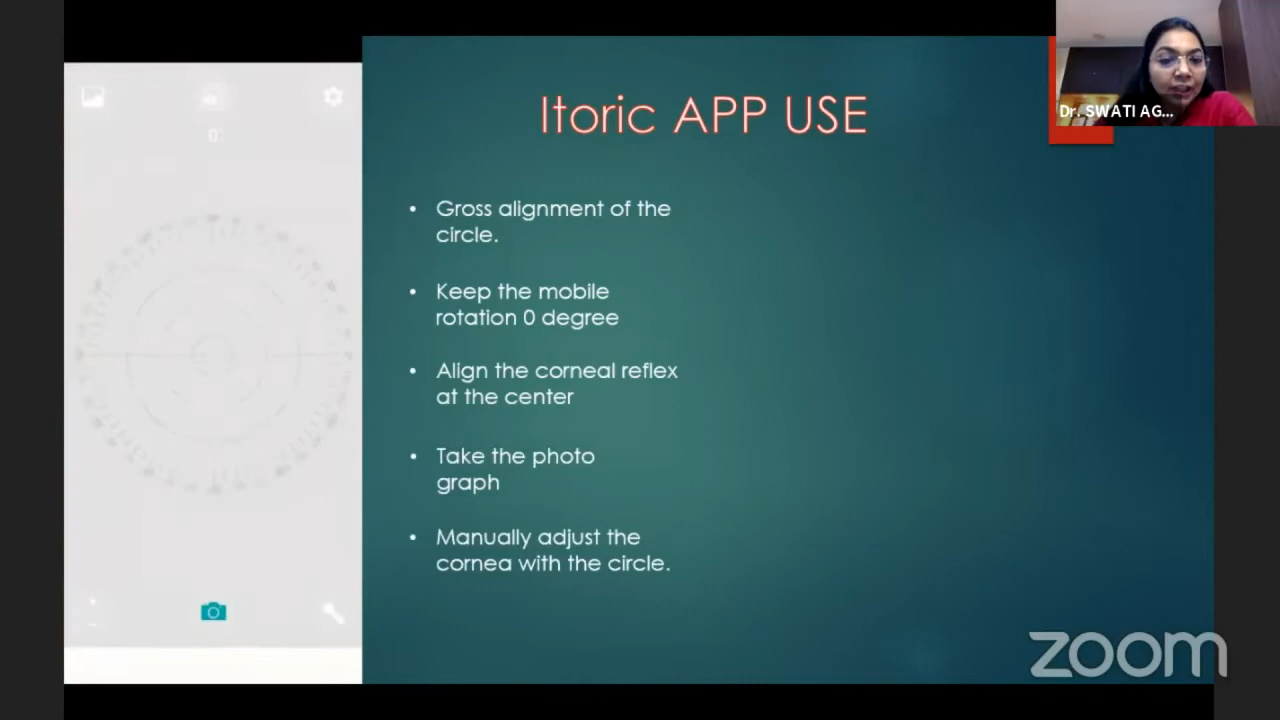 Itoric APP USE
Dr. SWATI AG...
• Gross alignment of the
circle.
• Keep the mobile
rotation 0 degree
• Align the corneal reflex
at the center
• Take the photo
graph
• Manually adjust the
cornea with the circle.
zoom